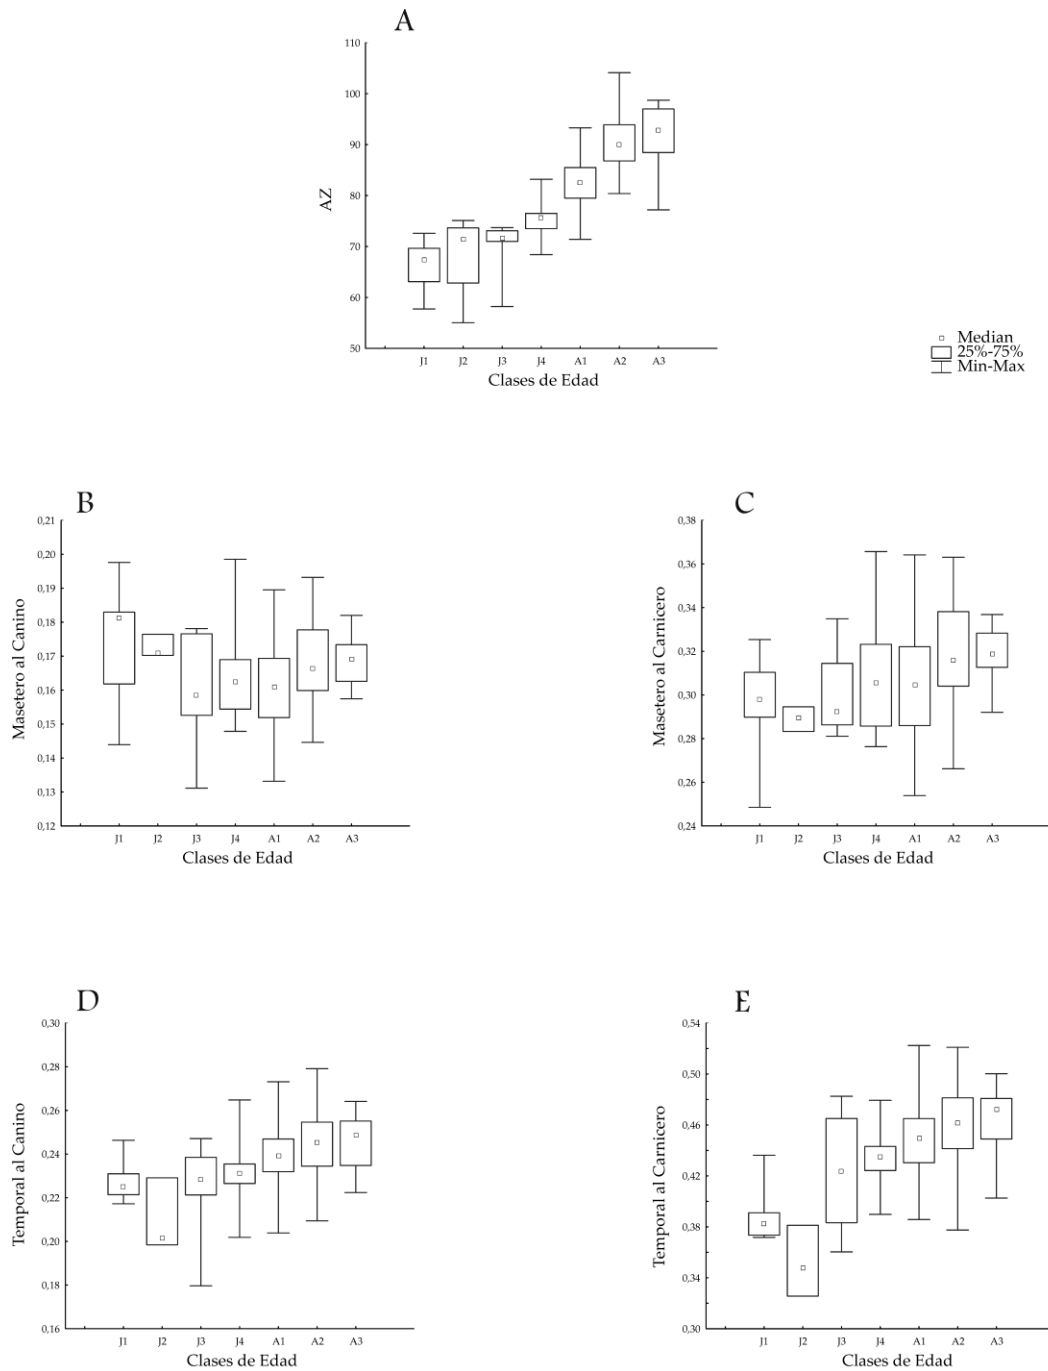 A
110
100
90
80
70
60
50
AZ
J1 J2 J3 J4 A1 A2 A3
Clases de Edad
Median
25%-75%
Min-Max
B
0,21
0,20
0,19
0,18
0,17
0,16
0,15
0,14
0,13
0,12
Masetero al Canino
J1 J2 J3 J4 A1 A2 A3
Clases de Edad
C
0,38
0,36
0,34
0,32
0,30
0,28
0,26
0,24
Masetero al Carnicero
J1 J2 J3 J4 A1 A2 A3
Clases de Edad
D
0,30
0,28
0,26
0,24
0,22
0,20
0,18
0,16
Temporal al Canino
J1 J2 J3 J4 A1 A2 A3
Clases de Edad
E
0,54
0,50
0,46
0,42
0,38
0,34
0,30
Temporal al Carnicero
J1 J2 J3 J4 A1 A2 A3
Clases de Edad